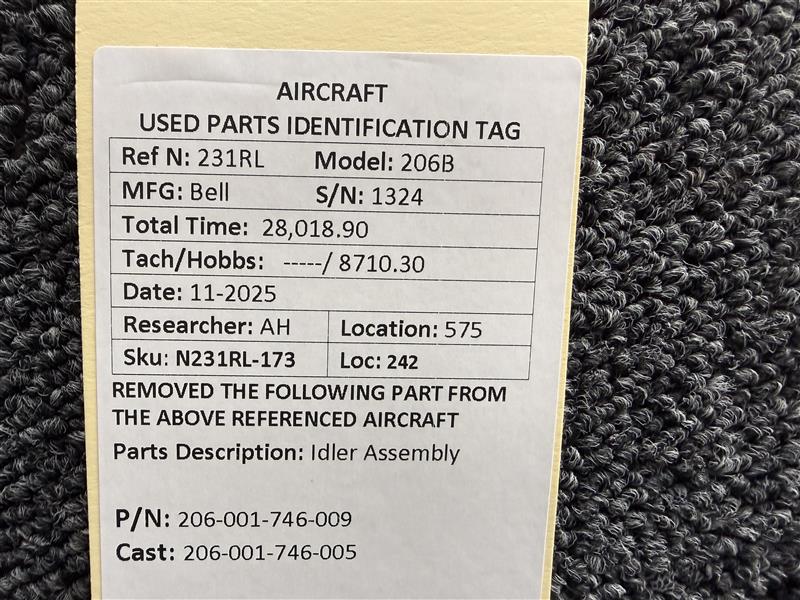 AIRCRAFT
USED PARTS IDENTIFICATION TAG
Ref N: 231RL Model: 206B
MFG: Bell S/N: 1324
Total Time: 28,018.90
Tach/Hobbs: -----/ 8710.30
Date: 11-2025
Researcher: AH Location: 575
Sku: N231RL-173 Loc: 242
REMOVED THE FOLLOWING PART FROM
THE ABOVE REFERENCED AIRCRAFT
Parts Description: Idler Assembly
P/N: 206-001-746-009
Cast: 206-001-746-005